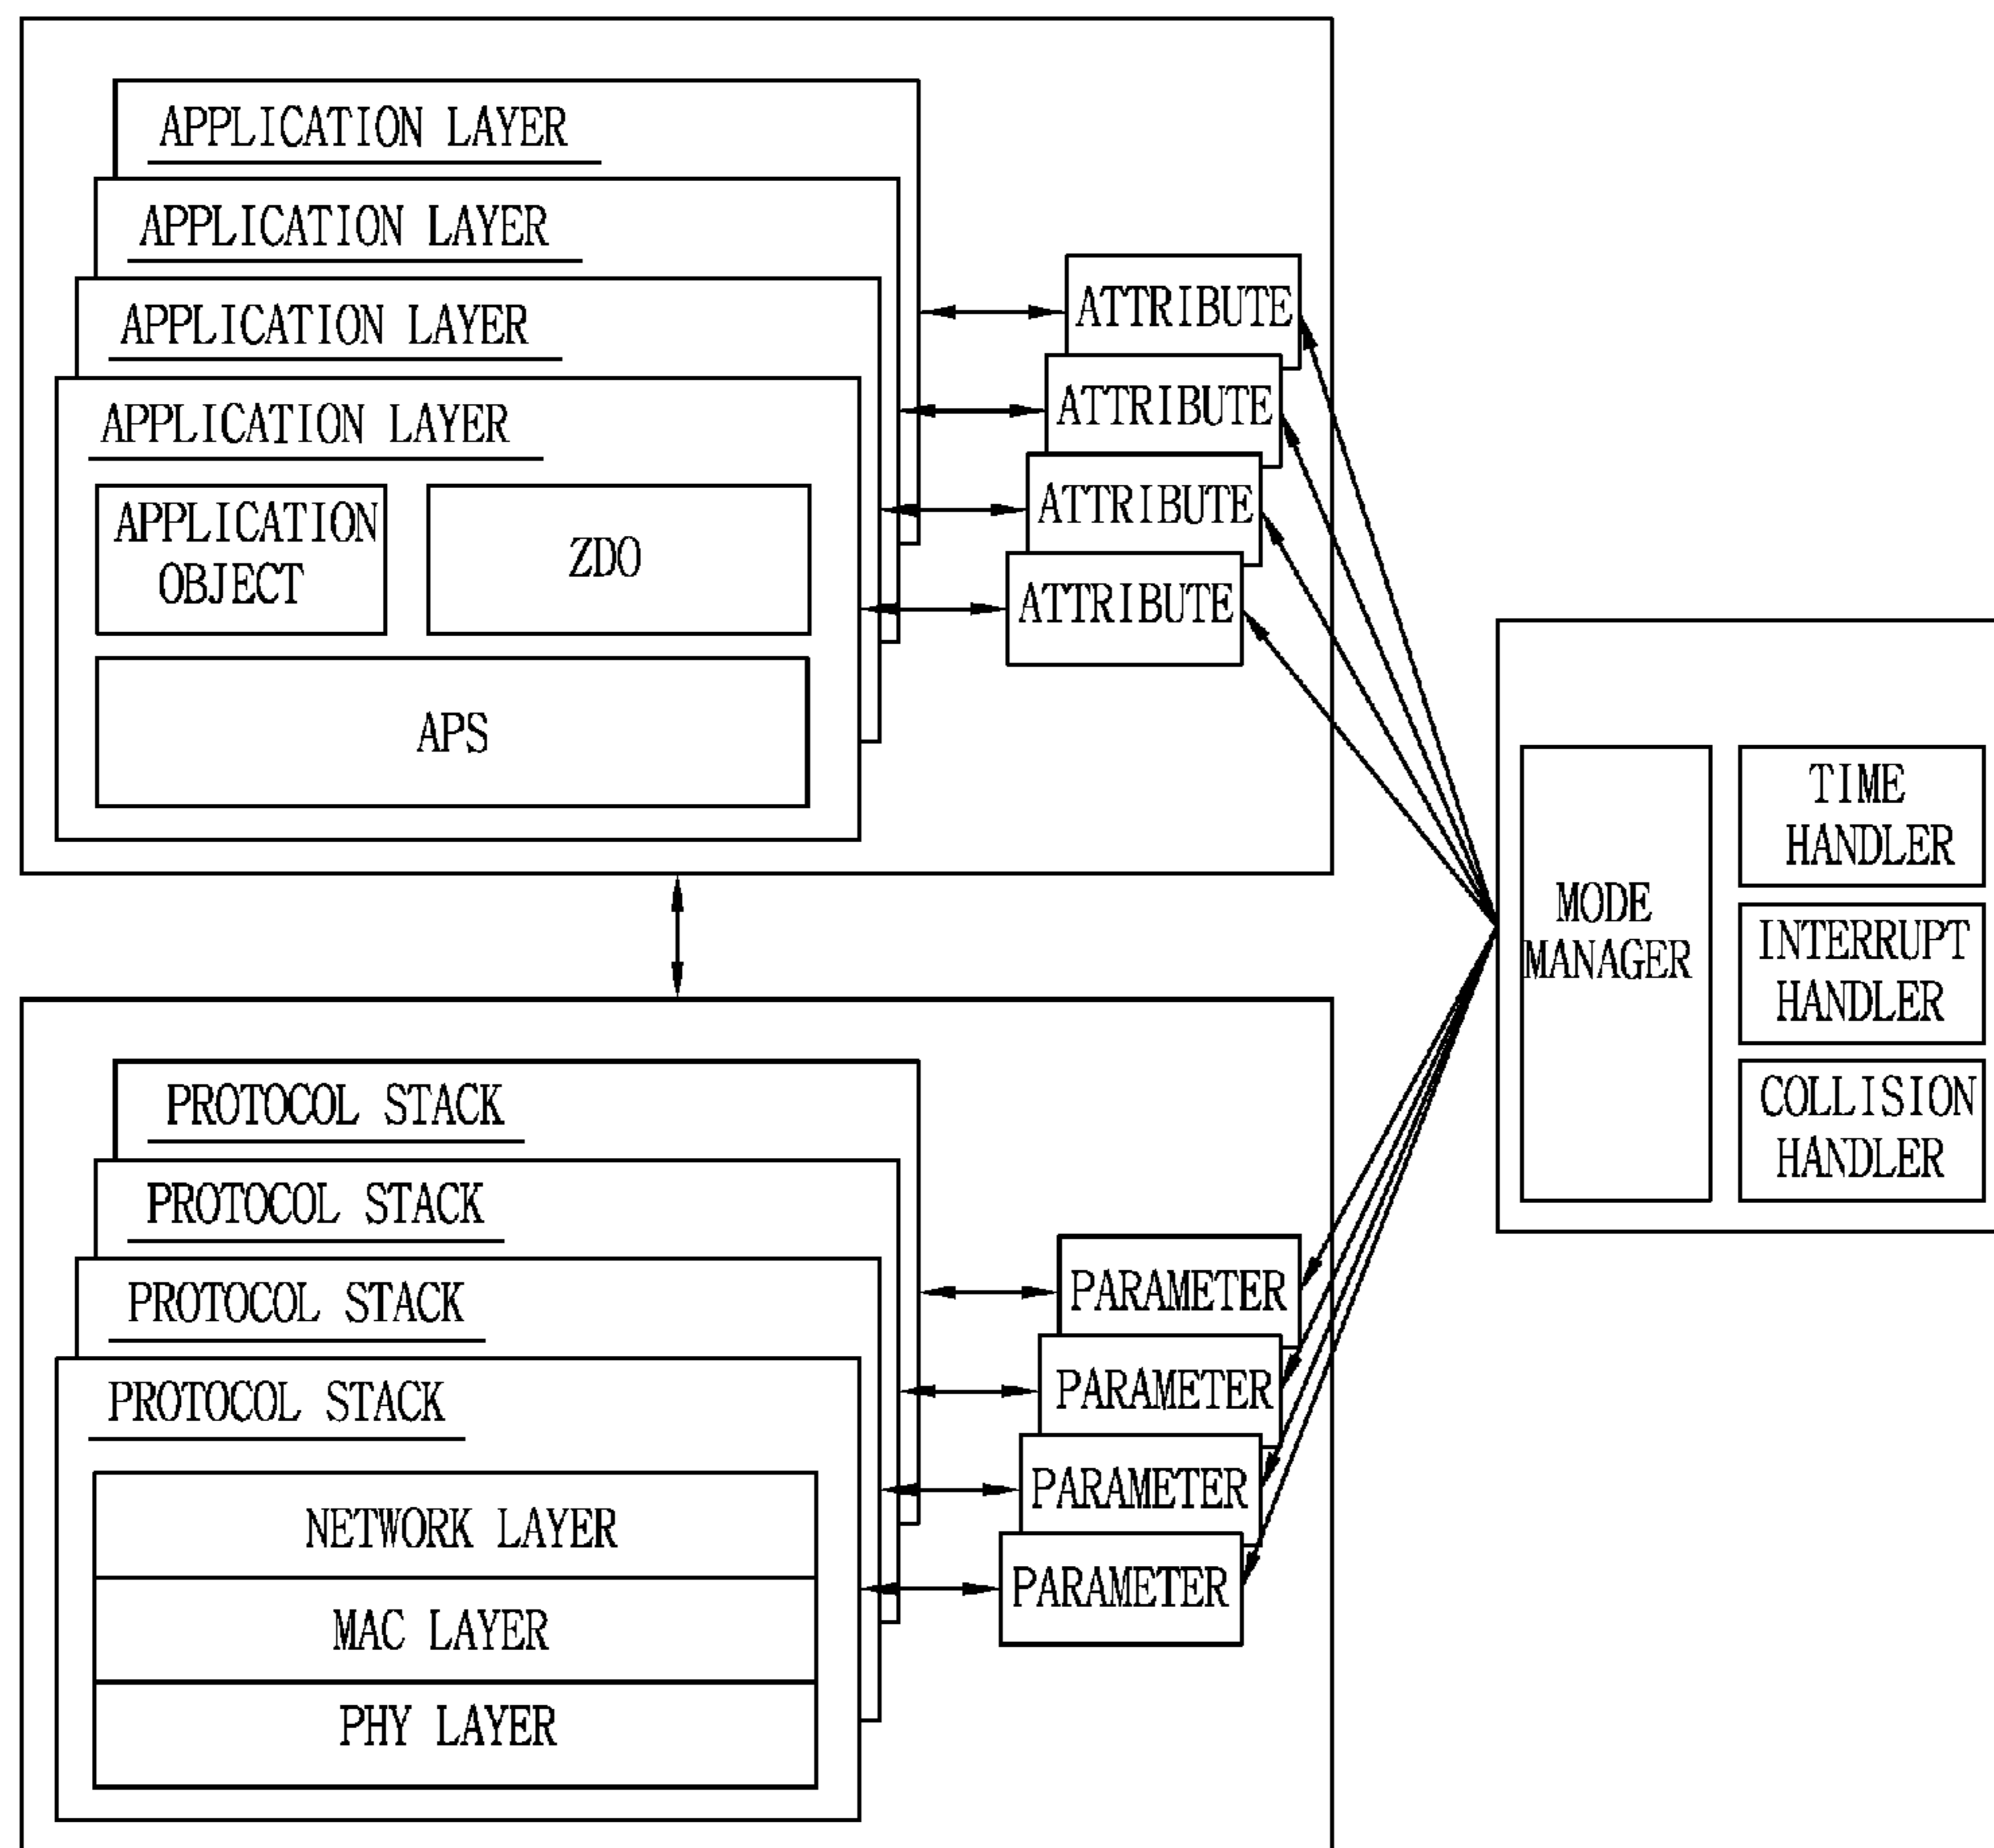 APPLICATION LAYER
APPLICATION LAYER
APPLICATION LAYER
APPLICATION LAYER
APPLICATION
OBJECT
ZDO
APS
ATTRIBUTE
ATTRIBUTE
ATTRIBUTE
ATTRIBUTE
MODE
MANAGER
TIME
HANDLER
INTERRUPT
HANDLER
COLLISION
HANDLER
PROTOCOL STACK
PROTOCOL STACK
PROTOCOL STACK
PROTOCOL STACK
NETWORK LAYER
MAC LAYER
PHY LAYER
PARAMETER
PARAMETER
PARAMETER
PARAMETER